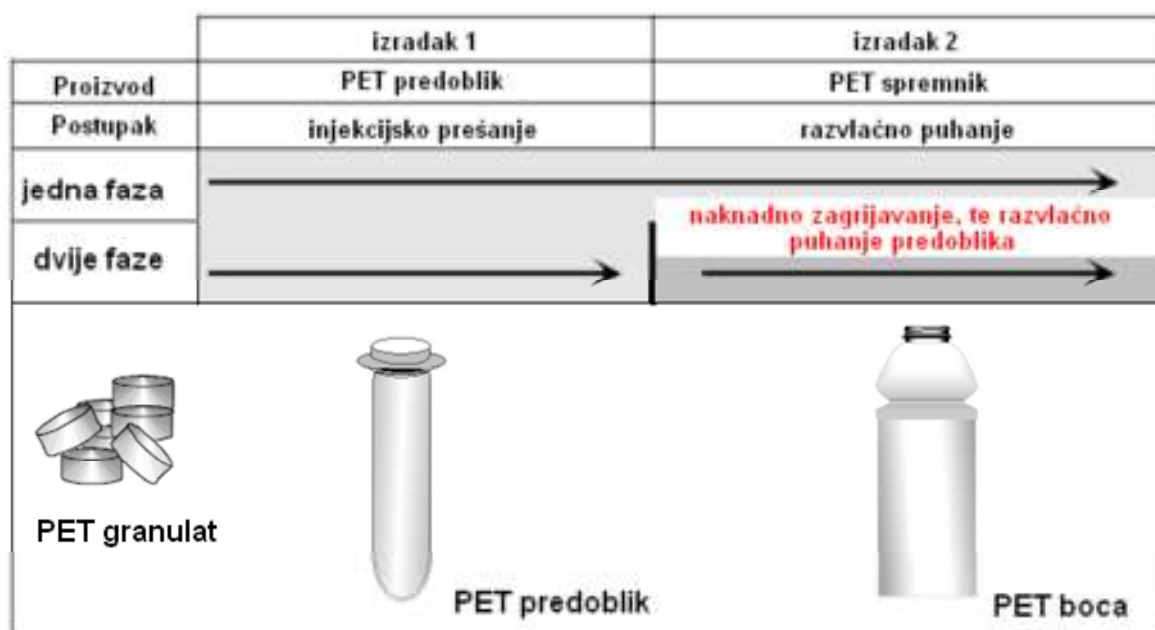 izradak 1 izradak 2
Proizvod PET predoblik PET spremnik
Postupak injekcijsko prešanje razvlačno puhanje
jedna faza
naknadno zagrijavanje, te razvlačno
puhanje predoblika
dvije faze
PET granulat
PET predoblik
PET boca